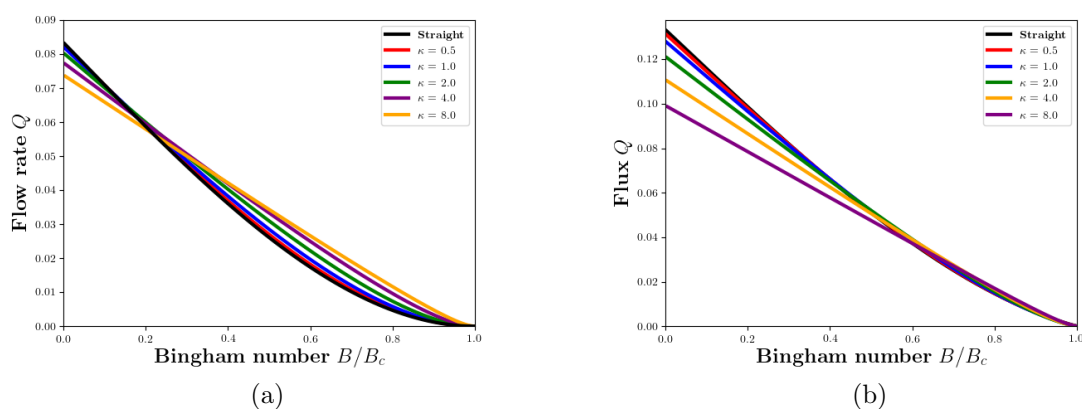 0.09
0.08
0.07
0.06
0.05
0.04
0.03
0.02
0.01
0.00
Flow rate Q
0.0 0.2 0.4 0.6 0.8 1.0
Bingham number B/B_c
Straight
κ = 0.5
κ = 1.0
κ = 2.0
κ = 4.0
κ = 8.0
(a)
0.12
0.10
0.08
0.06
0.04
0.02
0.00
Flux Q
0.0 0.2 0.4 0.6 0.8 1.0
Bingham number B/B_c
Straight
κ = 0.5
κ = 1.0
κ = 2.0
κ = 4.0
κ = 8.0
(b)